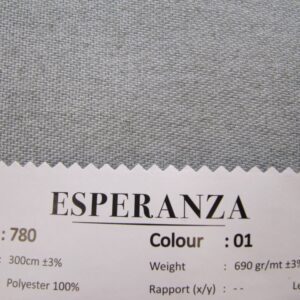 ESPERANZA
: 780 Colour : 01
: 300cm ±3% Weight : 690 gr/mt ±3%
Polyester 100% Rapport (x/y) : --